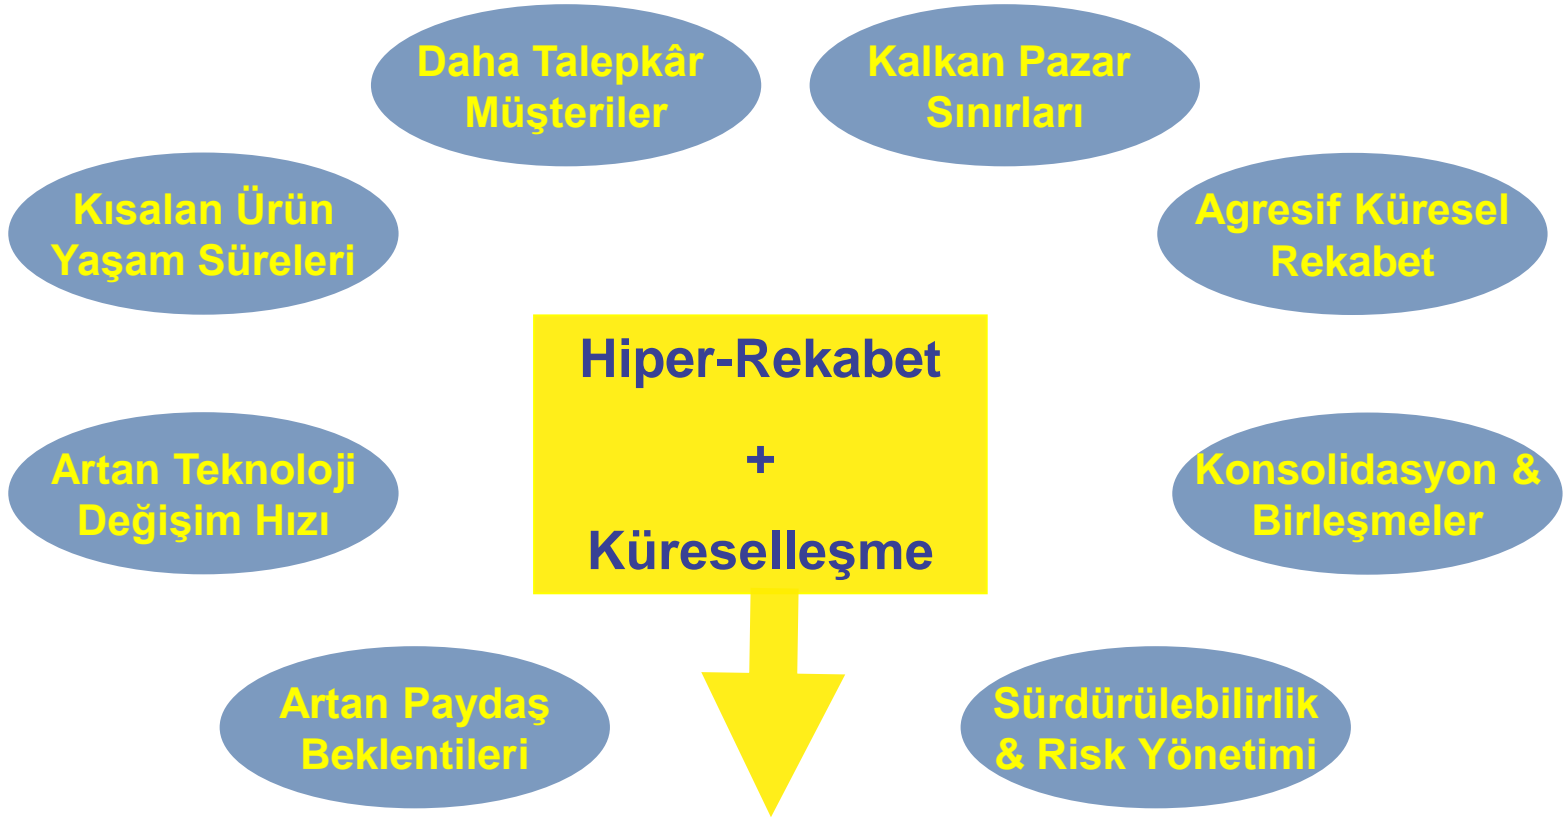 Daha Talepkâr
Müşteriler
Kalkan Pazar
Sınırları
Kısalan Ürün
Yaşam Süreleri
Agresif Küresel
Rekabet
Hiper-Rekabet
+
Küreselleşme
Artan Teknoloji
Değişim Hızı
Konsolidasyon &
Birleşmeler
Artan Paydaş
Beklentileri
Sürdürülebilirlik
& Risk Yönetimi